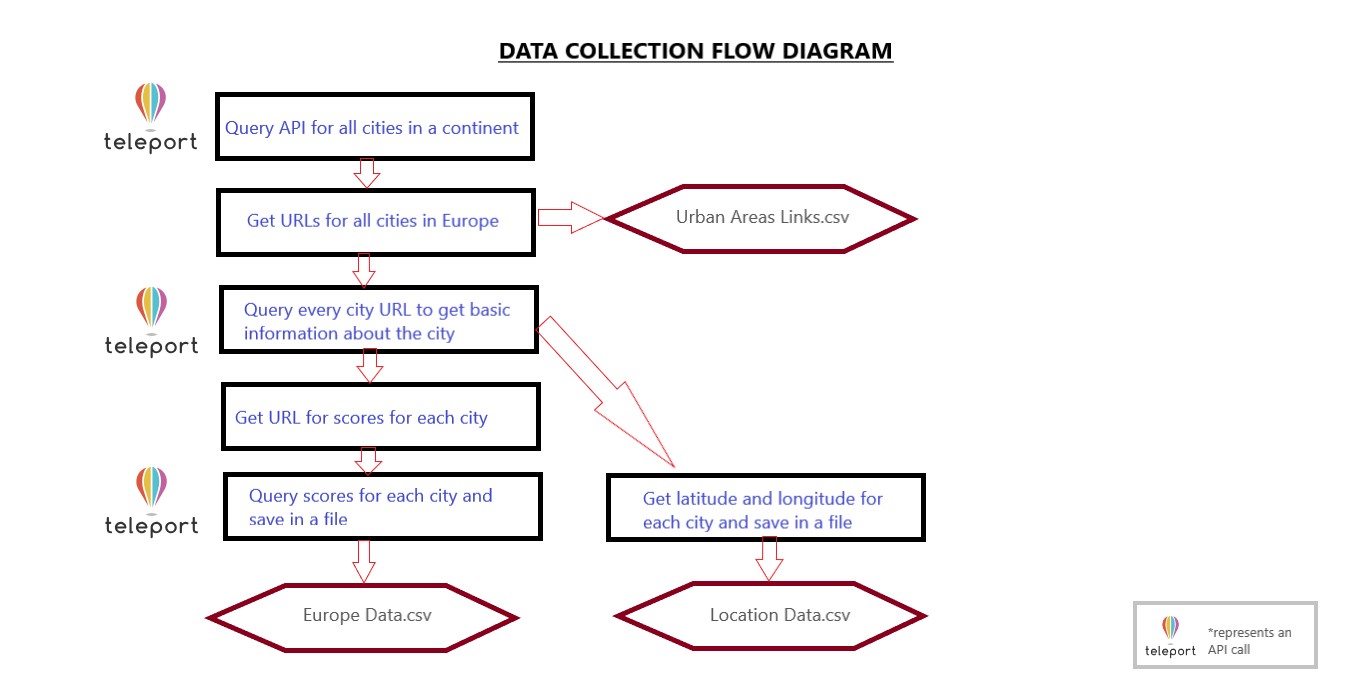 DATA COLLECTION FLOW DIAGRAM
teleport
Query API for all cities in a continent
Get URLs for all cities in Europe
Urban Areas Links.csv
teleport
Query every city URL to get basic
information about the city
Get URL for scores for each city
teleport
Query scores for each city and
save in a file
Get latitude and longitude for
each city and save in a file
Europe Data.csv
Location Data.csv
teleport
*represents an
API call